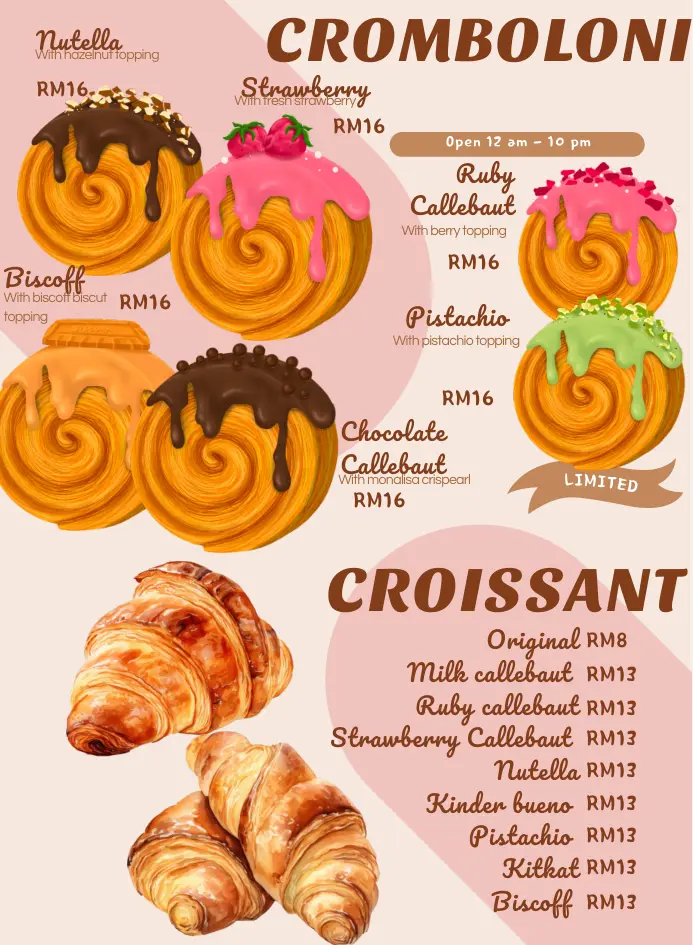 CROMBOLONI
Nutella
With hazelnut topping
RM16
Strawberry
With fresh strawberry
RM16
Open 12 am - 10 pm
Ruby
Callebaut
With berry topping
RM16
Biscoff
With biscoff biscut
topping
RM16
Pistachio
With pistachio topping
RM16
Chocolate
Callebaut
With monalisa crispearl
RM16
LIMITED
CROISSANT
Original RM8
Milk callebaut RM13
Ruby callebaut RM13
Strawberry Callebaut RM13
Nutella RM13
Kinder bueno RM13
Pistachio RM13
Kitkat RM13
Biscoff RM13